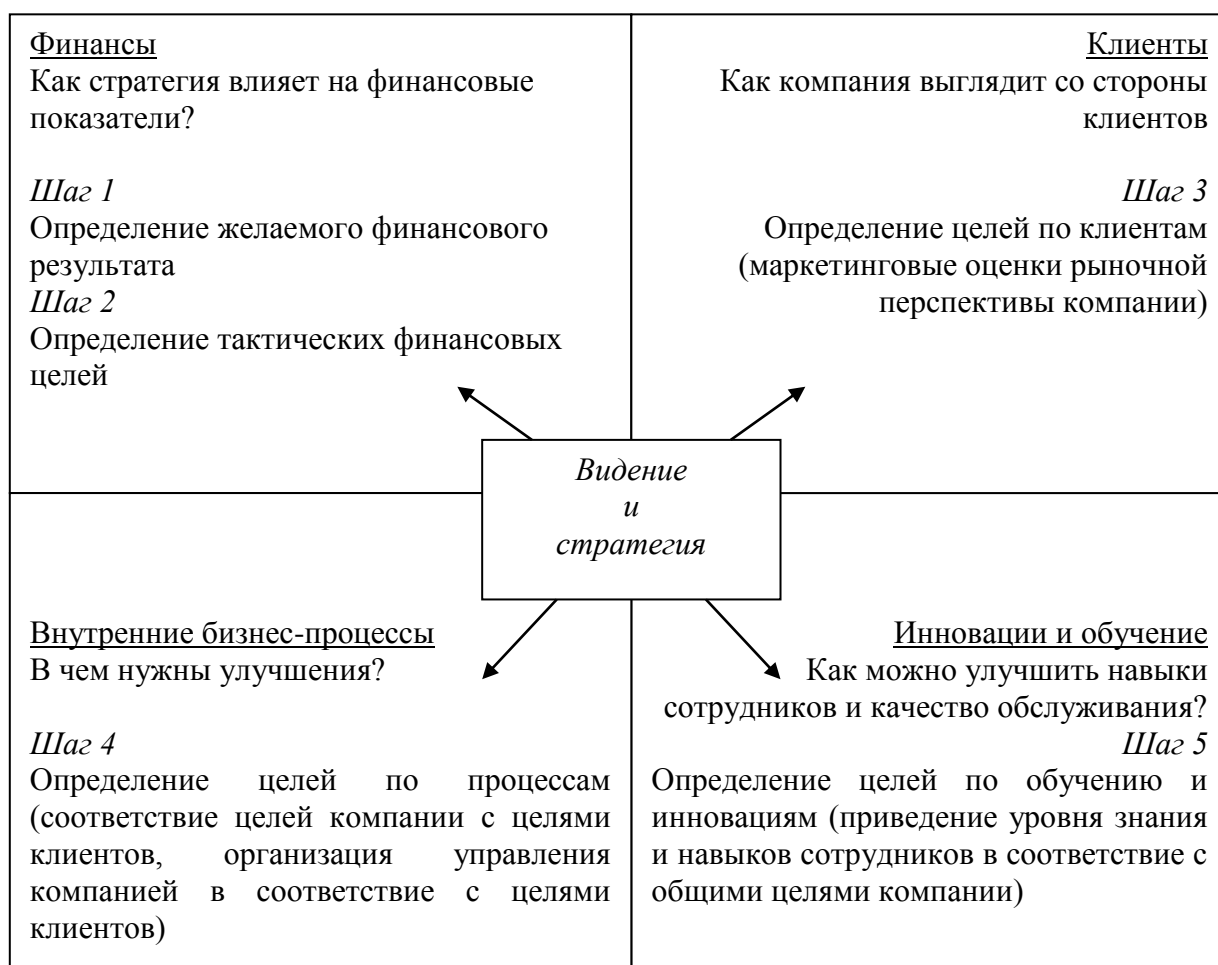 Финансы
Как стратегия влияет на финансовые
показатели?
Шаг 1
Определение желаемого финансового
результата
Шаг 2
Определение тактических финансовых
целей
Клиенты
Как компания выглядит со стороны
клиентов
Шаг 3
Определение целей по клиентам
(маркетинговые оценки рыночной
перспективы компании)
Видение
и
стратегия
Внутренние бизнес-процессы
В чем нужны улучшения?
Шаг 4
Определение целей по процессам
(соответствие целей компании с целями
клиентов, организация управления
компанией в соответствие с целями
клиентов)
Инновации и обучение
Как можно улучшить навыки
сотрудников и качество обслуживания?
Шаг 5
Определение целей по обучению и
инновациям (приведение уровня знания
и навыков сотрудников в соответствие с
общими целями компании)